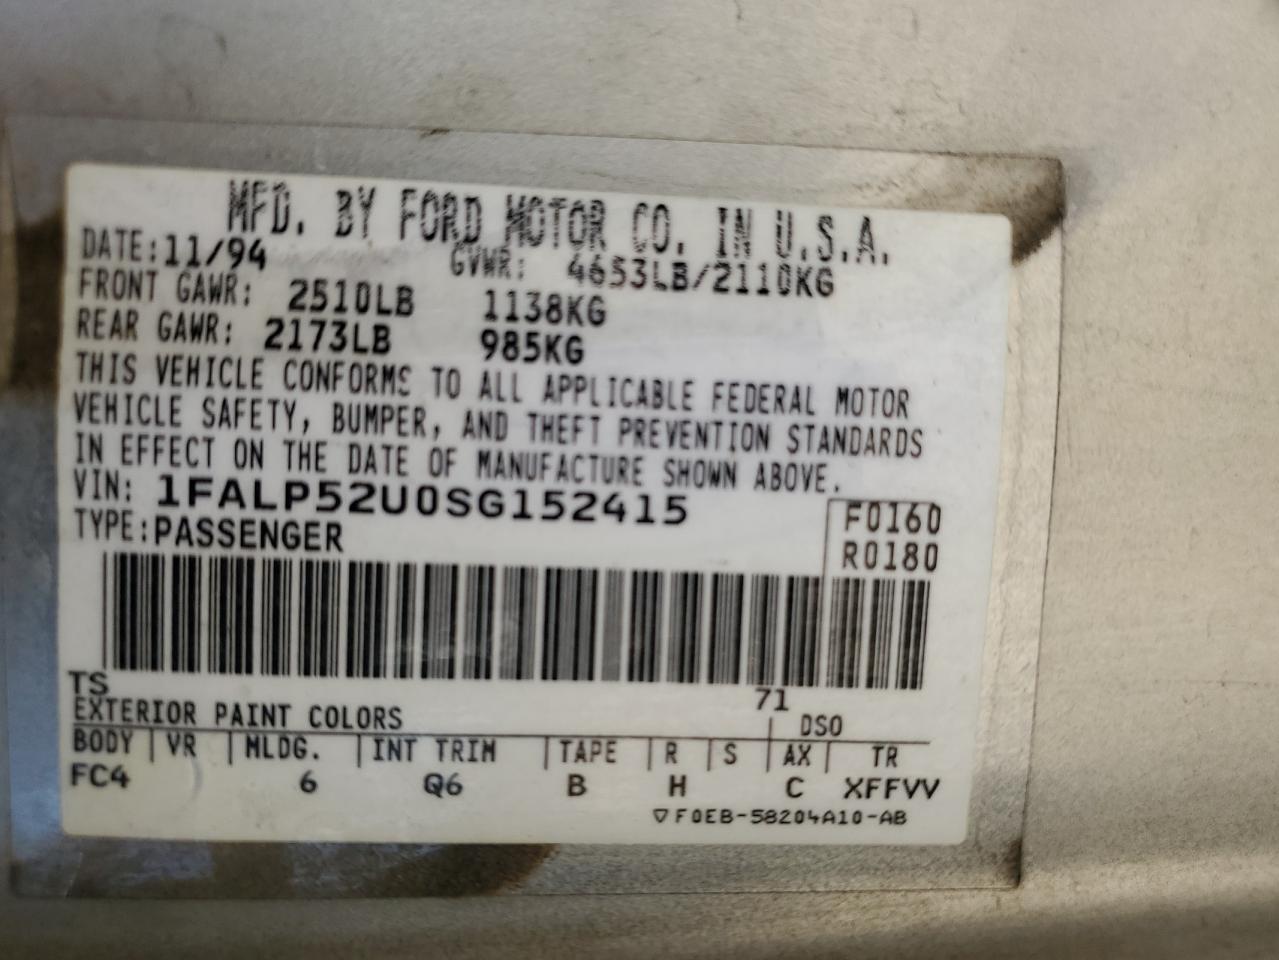 MFD. BY FORD MOTOR CO. IN U.S.A.
DATE: 11/94 GVWR: 4653LB/2110KG
FRONT GAWR: 2510LB 1138KG
REAR GAWR: 2173LB 985KG
THIS VEHICLE CONFORMS TO ALL APPLICABLE FEDERAL MOTOR
VEHICLE SAFETY, BUMPER, AND THEFT PREVENTION STANDARDS
IN EFFECT ON THE DATE OF MANUFACTURE SHOWN ABOVE.
VIN: 1FALP52U0SG152415
TYPE: PASSENGER
F0160
R0180
TS 71
EXTERIOR PAINT COLORS DSO
BODY VR MLDG. INT TRIM TAPE R S AX TR
FC4 6 Q6 B H C XFFVV
▽F0EB-58204A10-AB